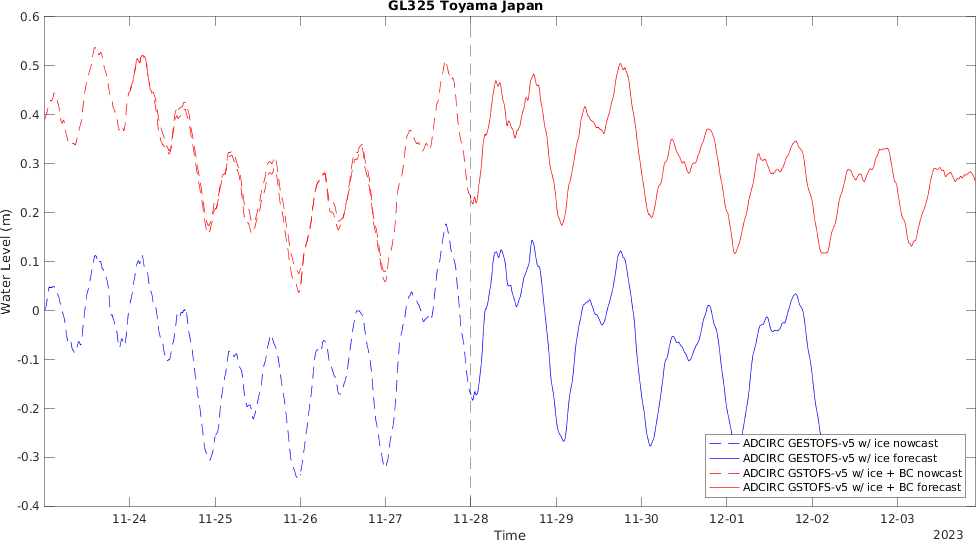 GL325 Toyama Japan
0.6
0.5
0.4
0.3
0.2
0.1
0
-0.1
-0.2
-0.3
-0.4
Water Level (m)
ADCIRC GESTOFS-v5 w/ ice nowcast
ADCIRC GESTOFS-v5 w/ ice forecast
ADCIRC GSTOFS-v5 w/ ice + BC nowcast
ADCIRC GSTOFS-v5 w/ ice + BC forecast
11-24 11-25 11-26 11-27 11-28 11-29 11-30 12-01 12-02 12-03
Time
2023